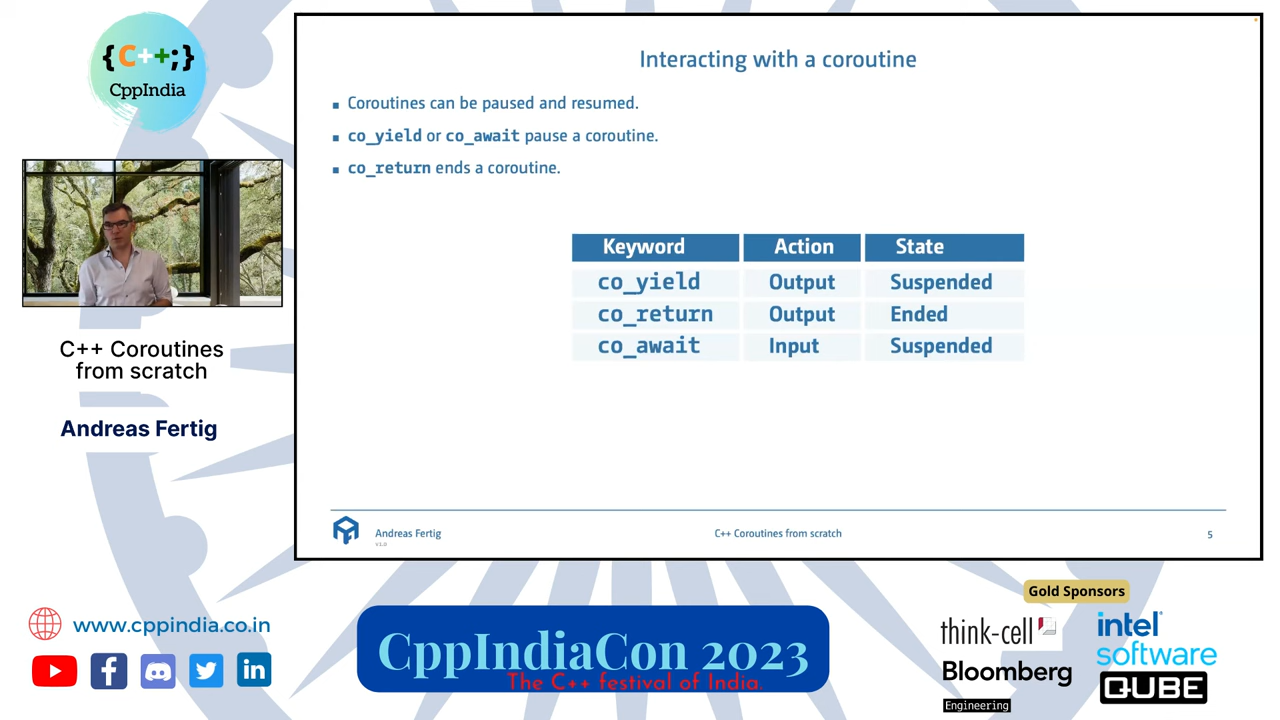 {C++;}
CppIndia
C++ Coroutines
from scratch
Andreas Fertig
Interacting with a coroutine
Coroutines can be paused and resumed.
co_yield or co_await pause a coroutine.
co_return ends a coroutine.
Keyword Action State
co_yield Output Suspended
co_return Output Ended
co_await Input Suspended
Andreas Fertig
v1.0
C++ Coroutines from scratch
5
www.cppindia.co.in
CppIndiaCon 2023
The C++ festival of India.
Gold Sponsors
think-cell
intel
software
Bloomberg
Engineering
QUBE